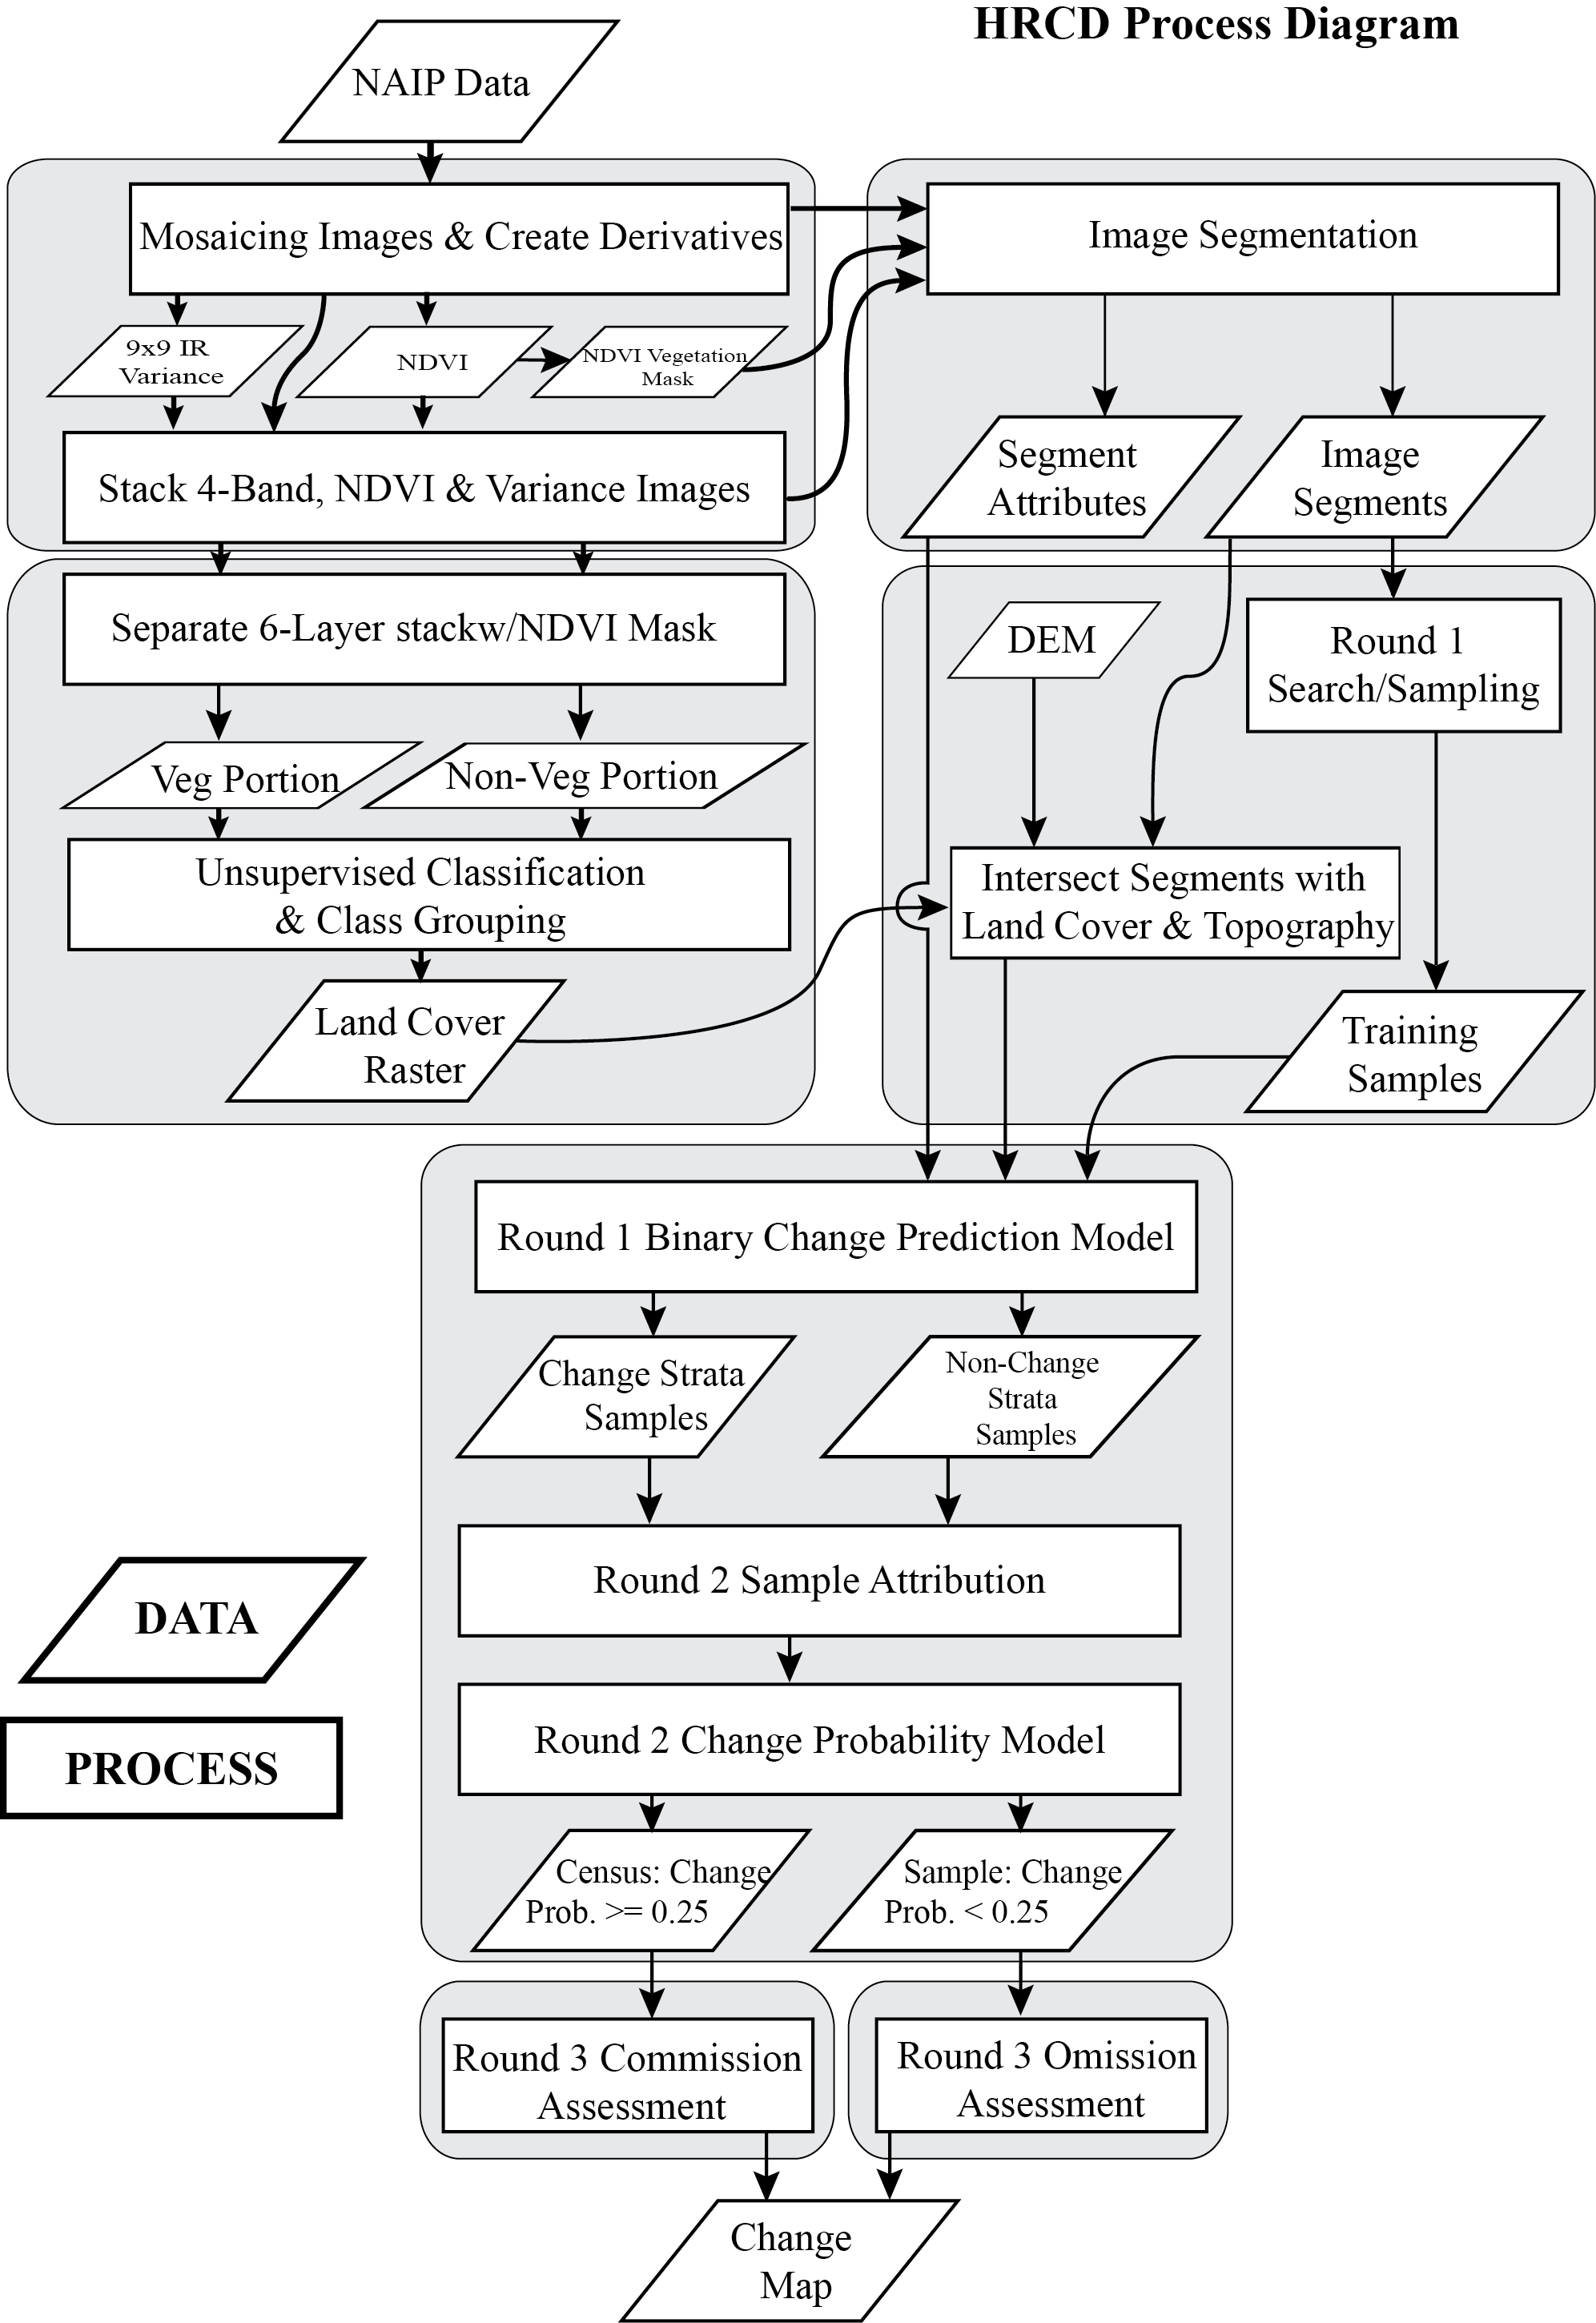 HRCD Process Diagram
NAIP Data
Mosaicing Images & Create Derivatives
Image Segmentation
9x9 IR
Variance
NDVI
NDVI Vegetation
Mask
Segment
Attributes
Image
Segments
Stack 4-Band, NDVI & Variance Images
Separate 6-Layer stackw/NDVI Mask
DEM
Round 1
Search/Sampling
Veg Portion
Non-Veg Portion
Unsupervised Classification
& Class Grouping
Intersect Segments with
Land Cover & Topography
Land Cover
Raster
Training
Samples
Round 1 Binary Change Prediction Model
Change Strata
Samples
Non-Change
Strata
Samples
Round 2 Sample Attribution
DATA
PROCESS
Round 2 Change Probability Model
Census: Change
Prob. >= 0.25
Sample: Change
Prob. < 0.25
Round 3 Commission
Assessment
Round 3 Omission
Assessment
Change
Map